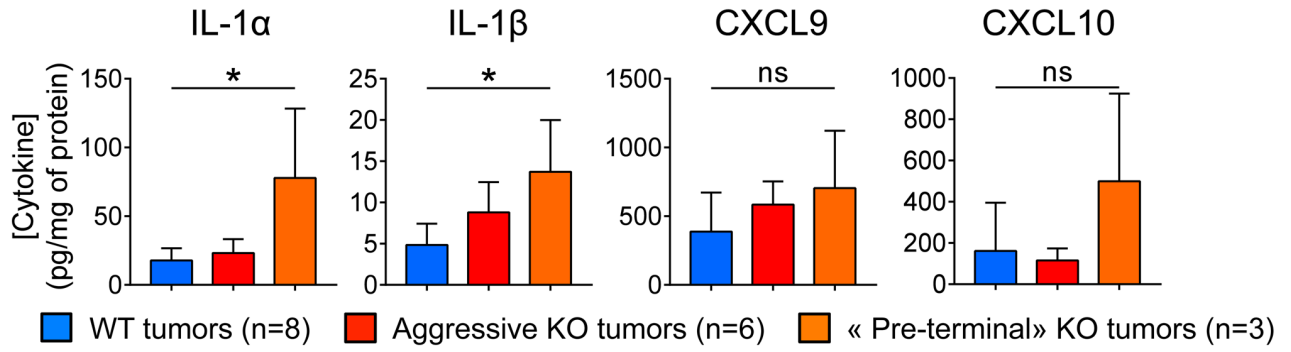 IL-1α IL-1β CXCL9 CXCL10
[Cytokine]
(pg/mg of protein)
150 100 50 0
*
25 20 15 10 5 0
*
1500 1000 500 0
ns
1000 800 600 400 200 0
ns
WT tumors (n=8) Aggressive KO tumors (n=6) « Pre-terminal» KO tumors (n=3)